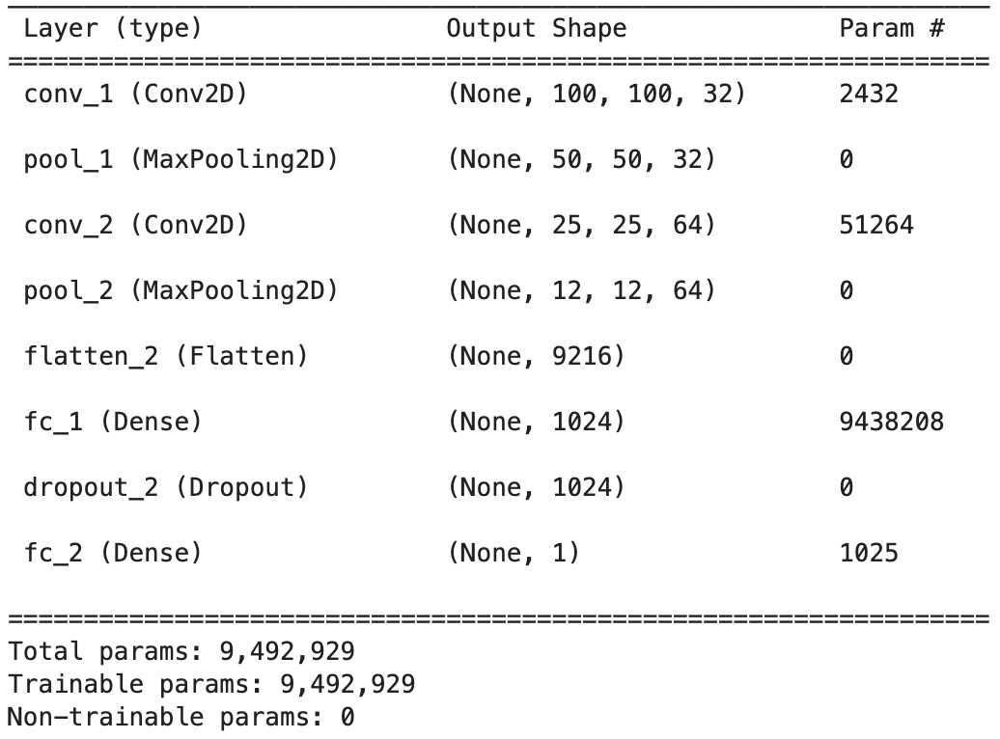 Layer (type) Output Shape Param #
=================================================================
conv_1 (Conv2D) (None, 100, 100, 32) 2432
pool_1 (MaxPooling2D) (None, 50, 50, 32) 0
conv_2 (Conv2D) (None, 25, 25, 64) 51264
pool_2 (MaxPooling2D) (None, 12, 12, 64) 0
flatten_2 (Flatten) (None, 9216) 0
fc_1 (Dense) (None, 1024) 9438208
dropout_2 (Dropout) (None, 1024) 0
fc_2 (Dense) (None, 1) 1025
=================================================================
Total params: 9,492,929
Trainable params: 9,492,929
Non-trainable params: 0